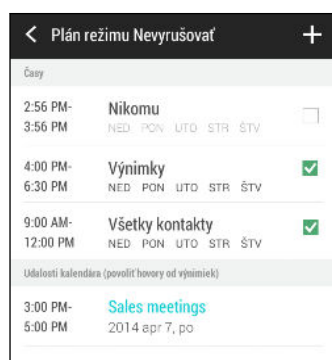 Plán režimu Nevyrušovať
Časy
2:56 PM-
3:56 PM
Nikomu
NED PON UTO STR ŠTV
4:00 PM-
6:30 PM
Výnimky
NED PON UTO STR ŠTV
9:00 AM-
12:00 PM
Všetky kontakty
NED PON UTO STR ŠTV
Udalosti kalendára (povoliť hovory od výnimiek)
3:00 PM-
5:00 PM
Sales meetings
2014 apr 7, po